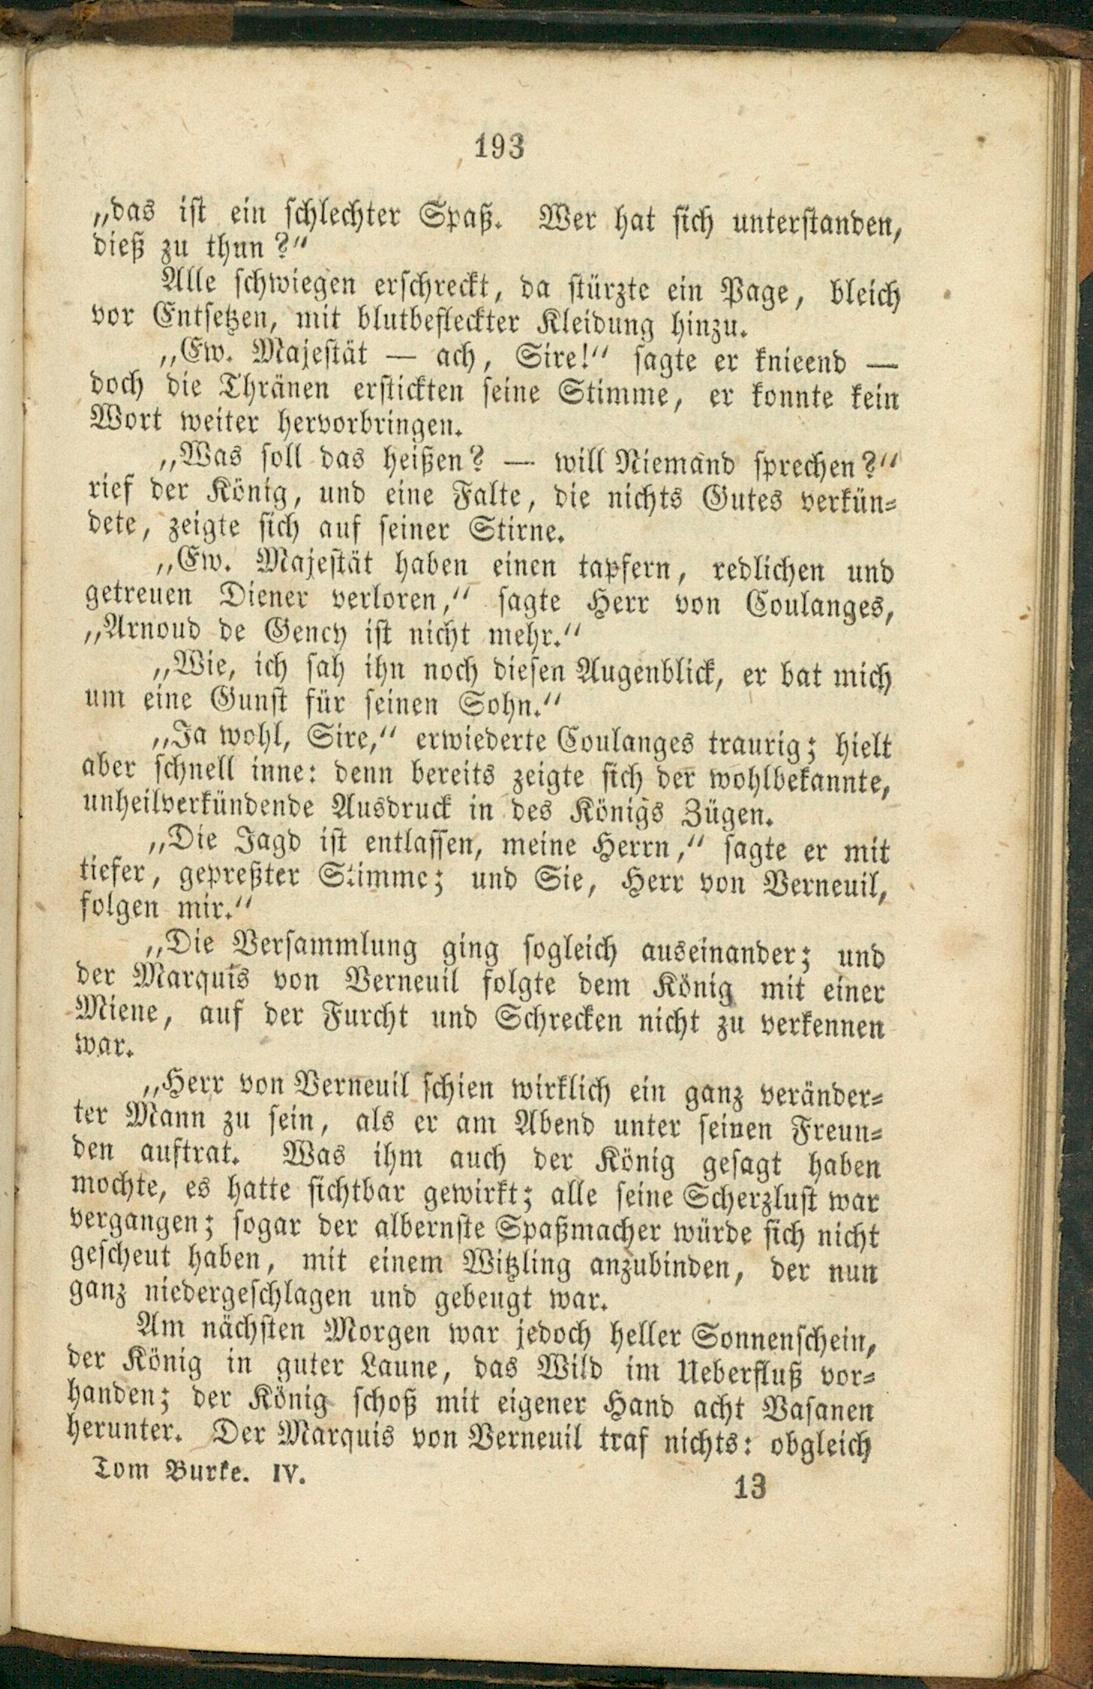 193
„das ist ein schlechter Spaß. Wer hat sich unterstanden,
dieß zu thun?“
Alle schwiegen erschreckt, da stürzte ein Page, bleich
vor Entsetzen, mit blutbefleckter Kleidung hinzu.
„Ew. Majestät — ach, Sire!“ sagte er knieend —
doch die Thränen erstickten seine Stimme, er konnte kein
Wort weiter hervorbringen.
„Was soll das heißen? — will Niemand sprechen?“
rief der König, und eine Falte, die nichts Gutes verkün-
dete, zeigte sich auf seiner Stirne.
„Ew. Majestät haben einen tapfern, redlichen und
getreuen Diener verloren,“ sagte Herr von Coulanges,
„Arnoud de Gency ist nicht mehr.“
„Wie, ich sah ihn noch diesen Augenblick, er bat mich
um eine Gunst für seinen Sohn.“
„Ja wohl, Sire,“ erwiederte Coulanges traurig; hielt
aber schnell inne: denn bereits zeigte sich der wohlbekannte,
unheilverkündende Ausdruck in des Königs Zügen.
„Die Jagd ist entlassen, meine Herrn,“ sagte er mit
tiefer, gepreßter Stimme; und Sie, Herr von Verneuil,
folgen mir.“
„Die Versammlung ging sogleich auseinander; und
der Marquis von Verneuil folgte dem König mit einer
Miene, auf der Furcht und Schrecken nicht zu verkennen
war.
„Herr von Verneuil schien wirklich ein ganz veränder-
ter Mann zu sein, als er am Abend unter seinen Freun-
den auftrat. Was ihm auch der König gesagt haben
mochte, es hatte sichtbar gewirkt; alle seine Scherzlust war
vergangen; sogar der albernste Spaßmacher würde sich nicht
gescheut haben, mit einem Witzling anzubinden, der nun
ganz niedergeschlagen und gebeugt war.
Am nächsten Morgen war jedoch heller Sonnenschein,
der König in guter Laune, das Wild im Ueberfluß vor-
handen; der König schoß mit eigener Hand acht Vasanen
herunter. Der Marquis von Verneuil traf nichts: obgleich
Tom Burke. IV.
13